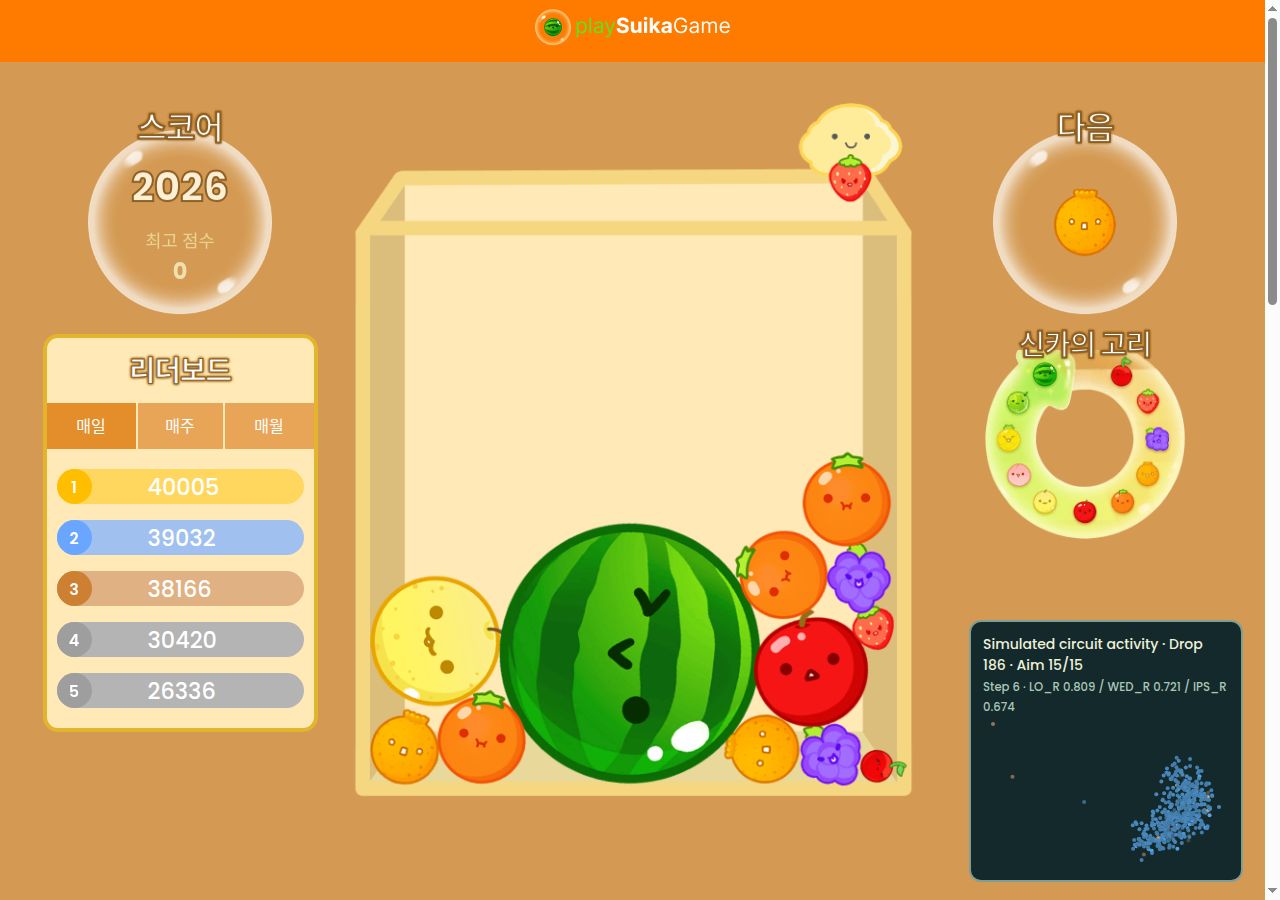 playSuikaGame
스코어
2026
최고 점수
0
다음
신카의 고리
리더보드
매일 매주 매월
1 40005
2 39032
3 38166
4 30420
5 26336
Simulated circuit activity · Drop
186 · Aim 15/15
Step 6 · LO_R 0.809 / WED_R 0.721 / IPS_R
0.674